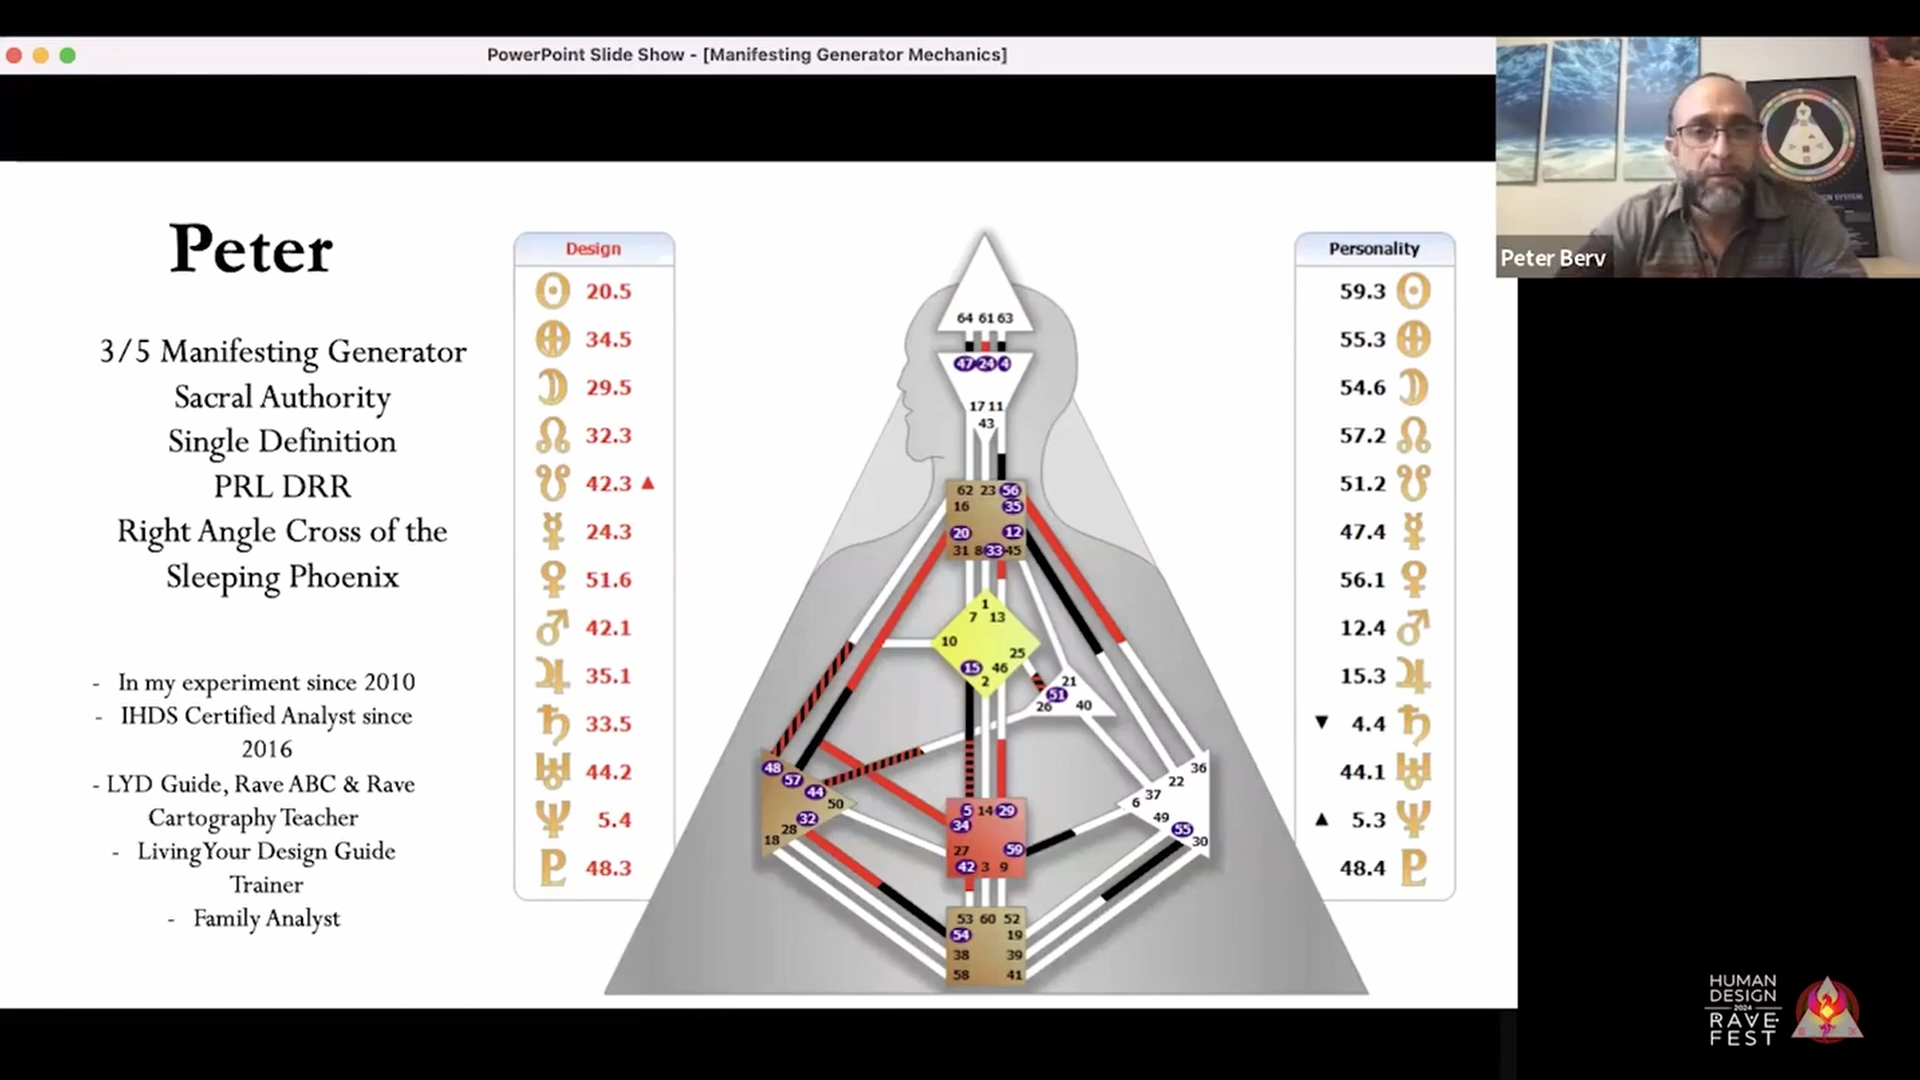 PowerPoint Slide Show - [Manifesting Generator Mechanics]
Peter Berv
Peter
3/5 Manifesting Generator
Sacral Authority
Single Definition
PRL DRR
Right Angle Cross of the
Sleeping Phoenix
- In my experiment since 2010
- IHDS Certified Analyst since
2016
- LYD Guide, Rave ABC & Rave
Cartography Teacher
- Living Your Design Guide
Trainer
- Family Analyst
Design
20.5
34.5
29.5
32.3
42.3
24.3
51.6
42.1
35.1
33.5
44.2
5.4
48.3
64 61 63
47 24 4
17 11
43
62 23 56
16 35
20 12
31 8 33 45
1
7 13
10
25
15 46
2
21
51
26 40
48
57
44
50
32
28
18
5 14 29
34
27 59
42 3 9
36
22
37
6
49
55
30
53 60 52
54 19
38 39
58 41
Personality
59.3
55.3
54.6
57.2
51.2
47.4
56.1
12.4
15.3
4.4
44.1
5.3
48.4
HUMAN
DESIGN
2024
RAVE
FEST